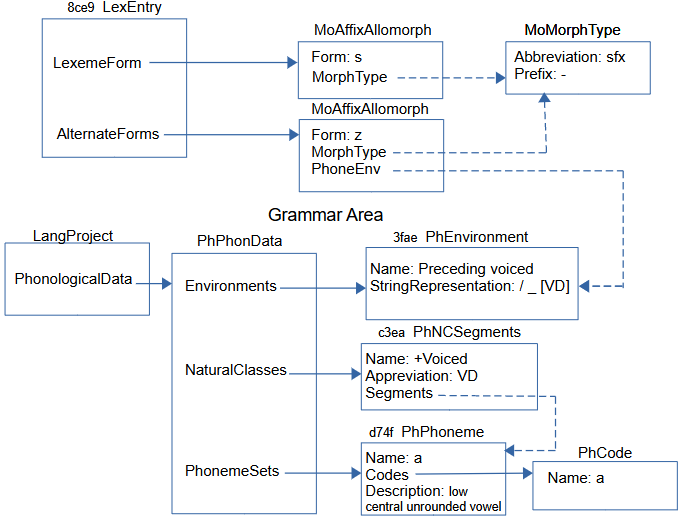 8ce9 LexEntry
LexemeForm
AlternateForms
MoAffixAllomorph
Form: s
MorphType
MoMorphType
Abbreviation: sfx
Prefix: -
MoAffixAllomorph
Form: z
MorphType
PhoneEnv
Grammar Area
LangProject
PhonologicalData
PhPhonData
Environments
NaturalClasses
PhonemeSets
3fae PhEnvironment
Name: Preceding voiced
StringRepresentation: / _ [VD]
c3ea PhNCSegments
Name: +Voiced
Appreviation: VD
Segments
d74f PhPhoneme
Name: a
Codes
Description: low
central unrounded vowel
PhCode
Name: a